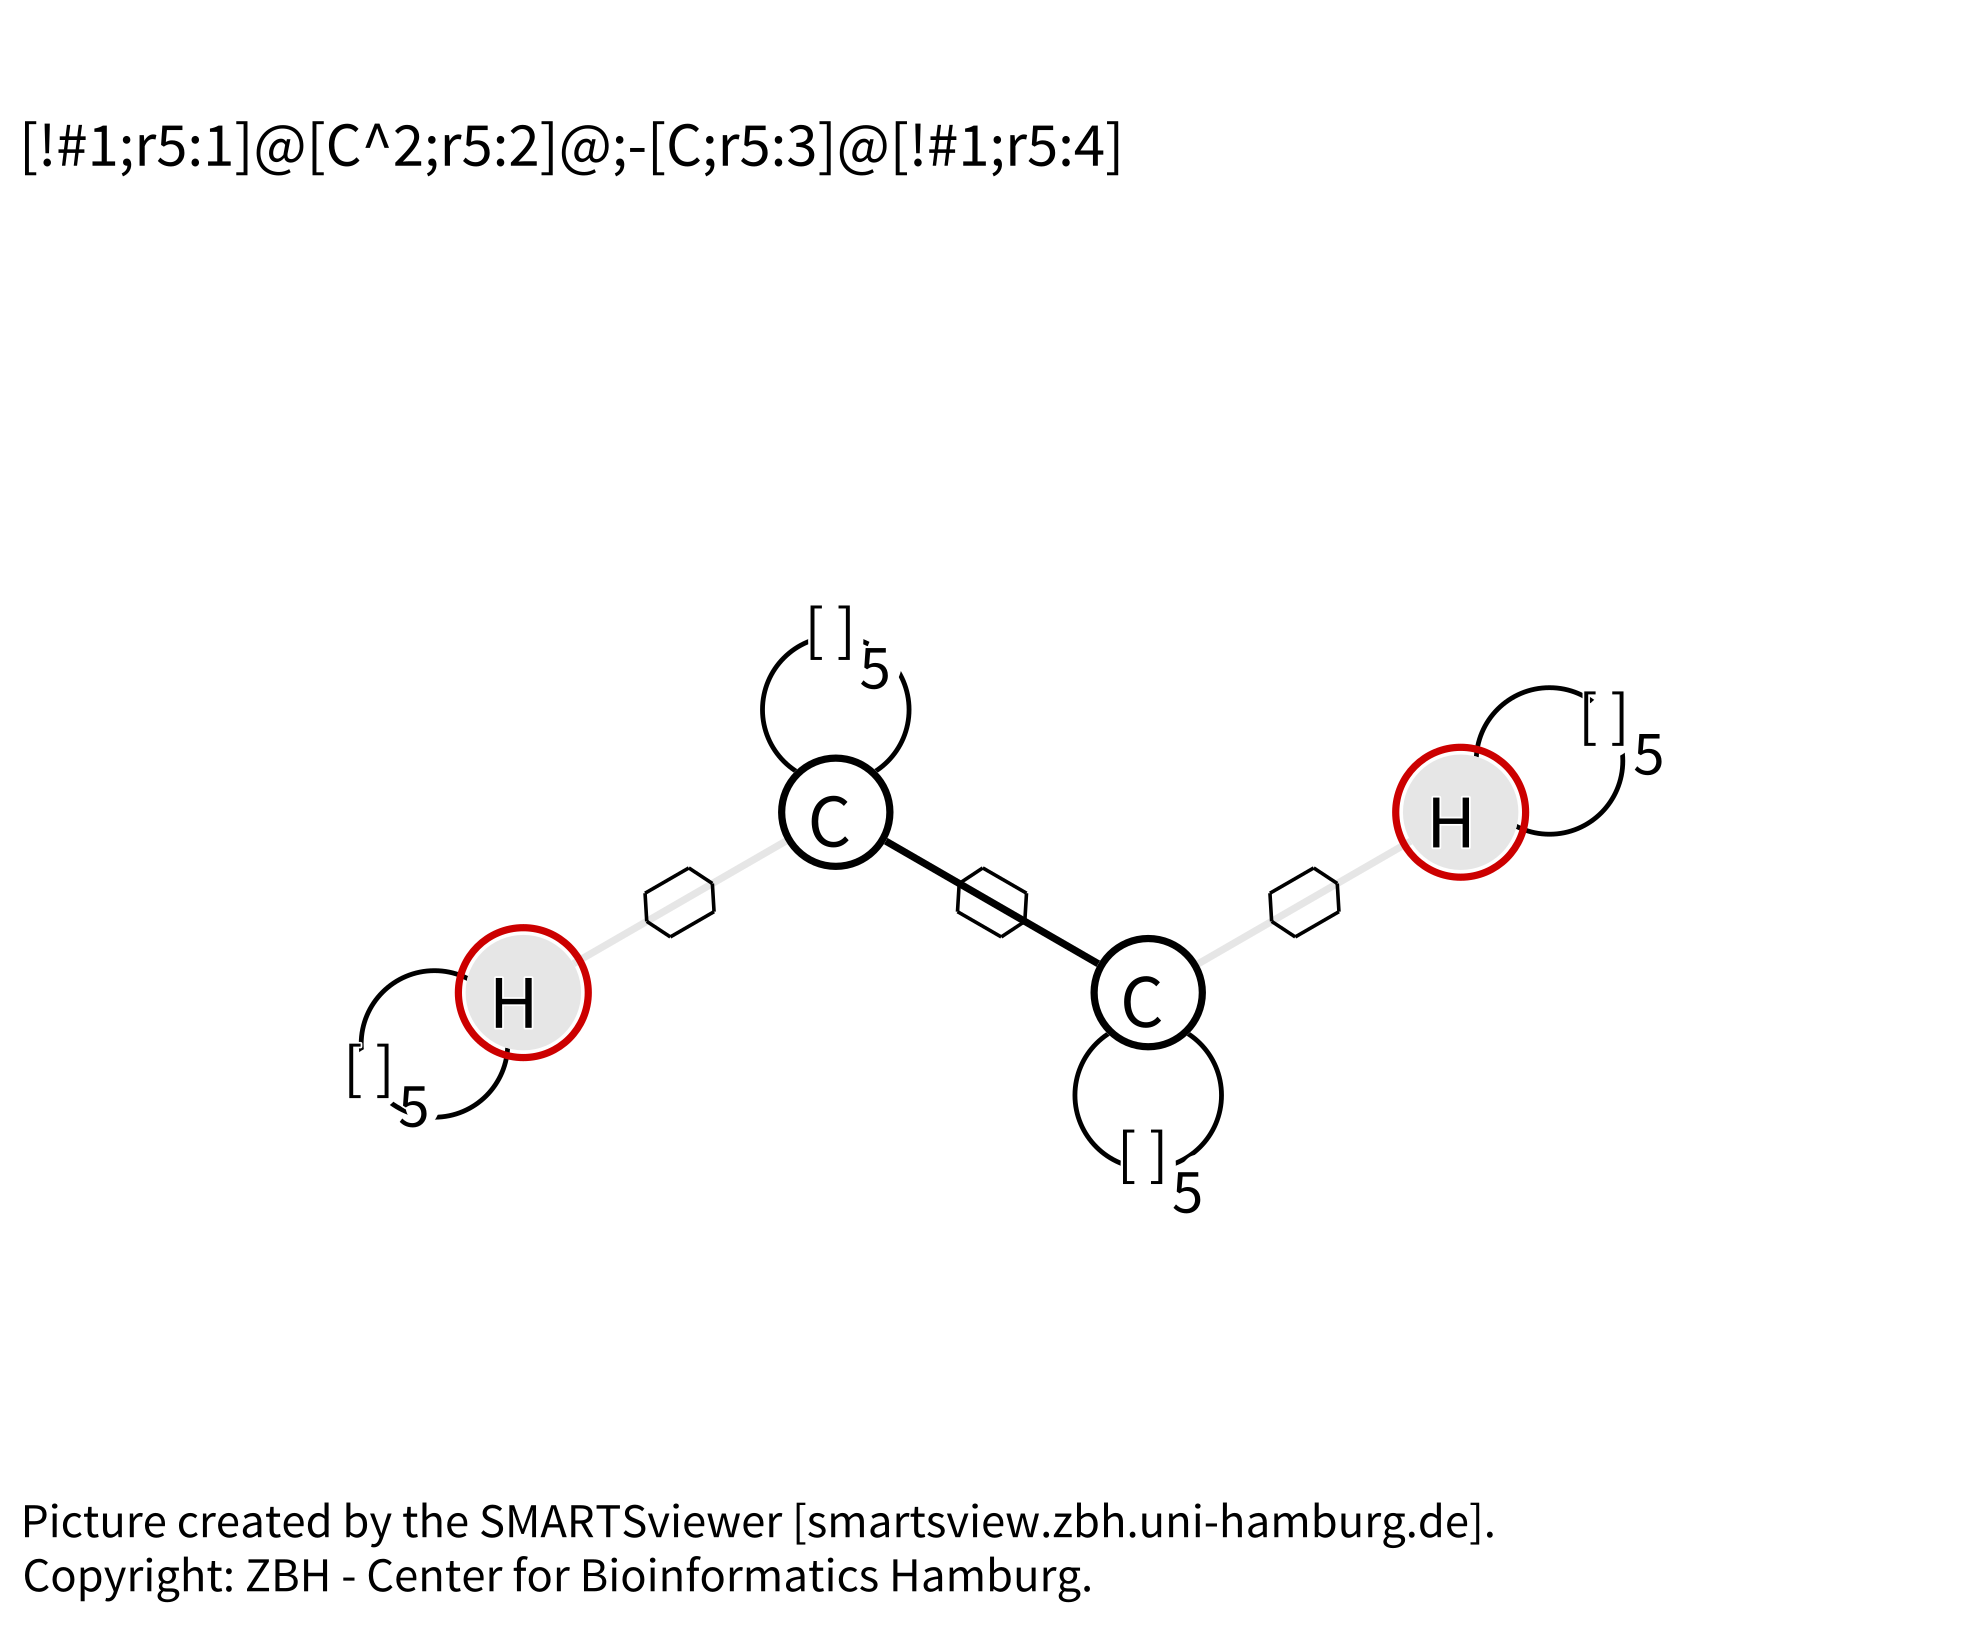 [!#1;r5:1]@[C^2;r5:2]@;-[C;r5:3]@[!#1;r5:4]
[ ]5
C
[ ]5
H
H
[ ]5
C
[ ]5
Picture created by the SMARTSviewer [smartsview.zbh.uni-hamburg.de].
Copyright: ZBH - Center for Bioinformatics Hamburg.